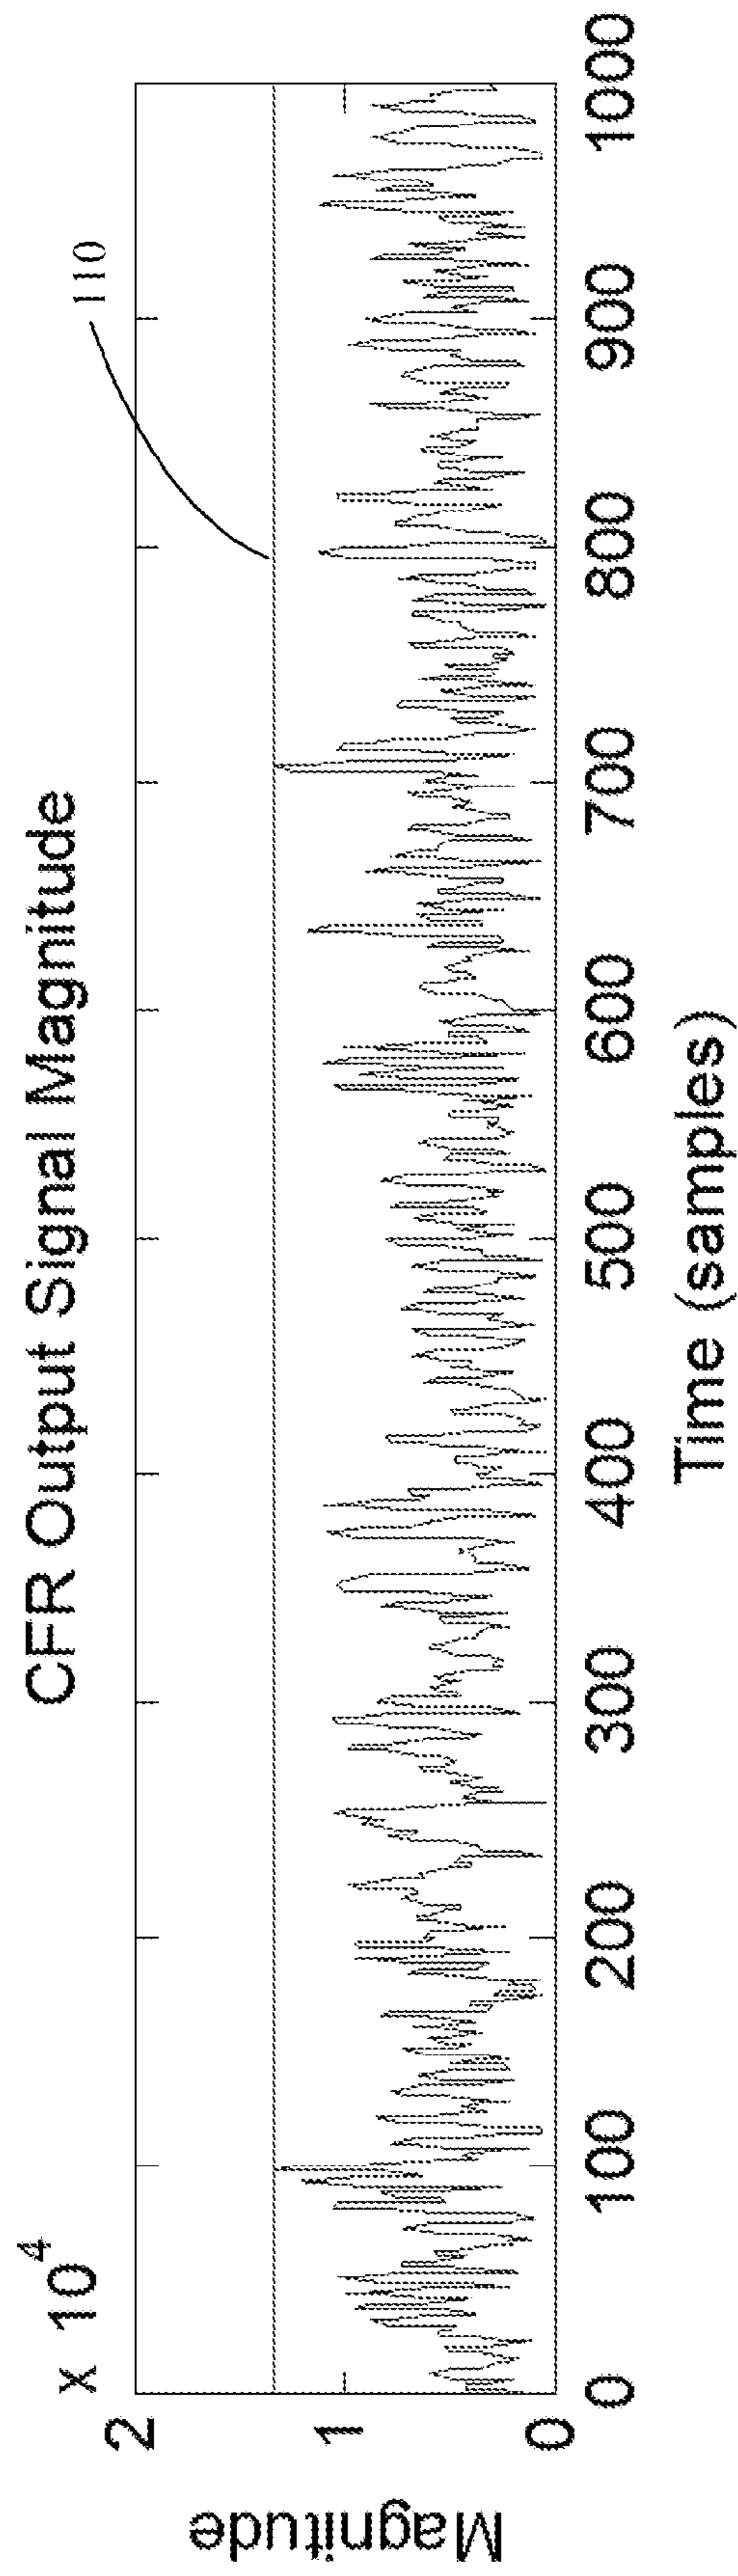 CFR Output Signal Magnitude
x 10^4
110
Magnitude
2
1
0
0 100 200 300 400 500 600 700 800 900 1000
Time (samples)